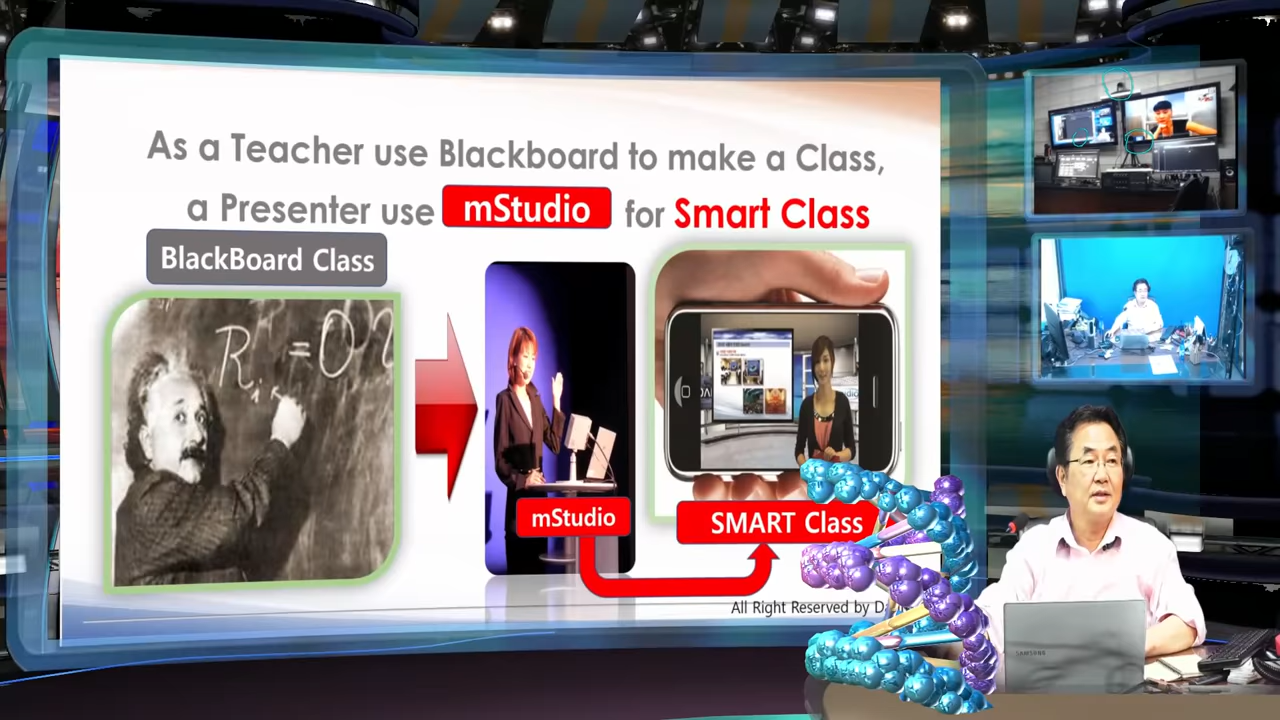 As a Teacher use Blackboard to make a Class,
a Presenter use mStudio for Smart Class
BlackBoard Class
mStudio
SMART Class
All Right Reserved by
SAMSUNG